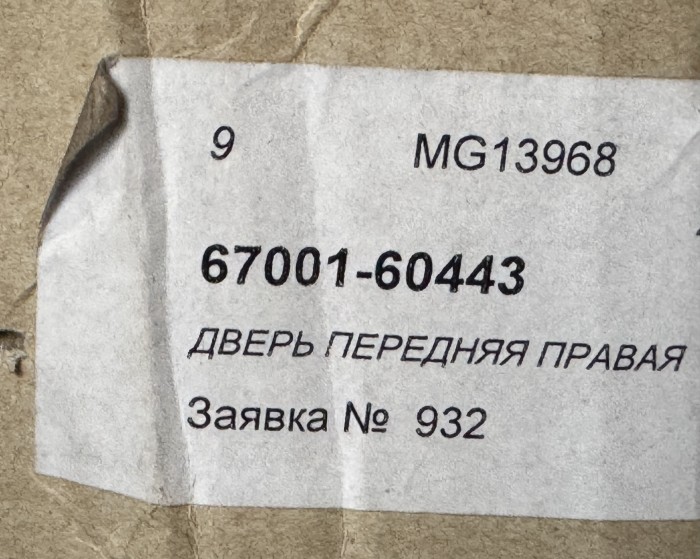 9 MG13968
67001-60443
ДВЕРЬ ПЕРЕДНЯЯ ПРАВАЯ
Заявка № 932